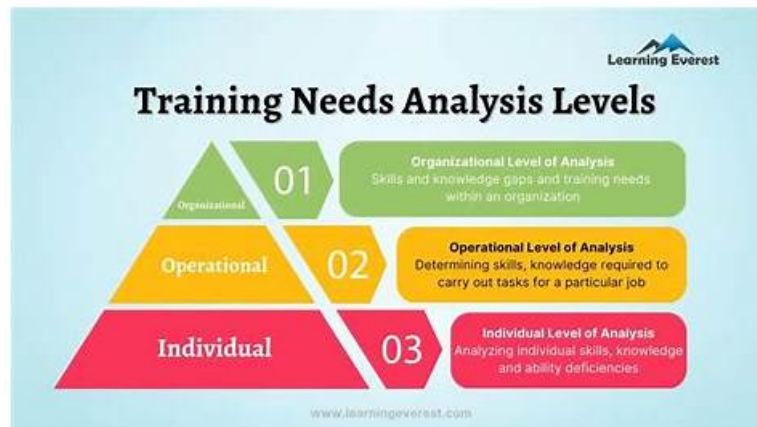 Learning Everest
Training Needs Analysis Levels
Organizational
01
Organizational Level of Analysis
Skills and knowledge gaps and training needs
within an organization
Operational
02
Operational Level of Analysis
Determining skills, knowledge required to
carry out tasks for a particular job
Individual
03
Individual Level of Analysis
Analyzing individual skills, knowledge
and ability deficiencies
www.learningeverest.com